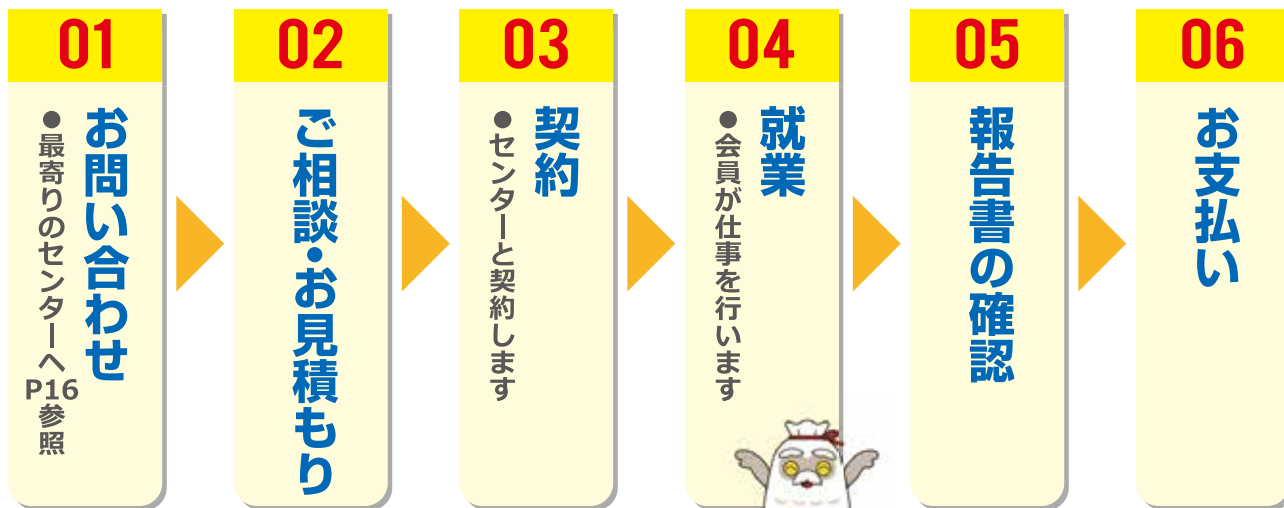 01
お問い合わせ
●最寄りのセンターへ
P16
参照
02
ご相談・お見積もり
03
契約
●センターと契約します
04
就業
●会員が仕事を行います
05
報告書の確認
06
お支払い